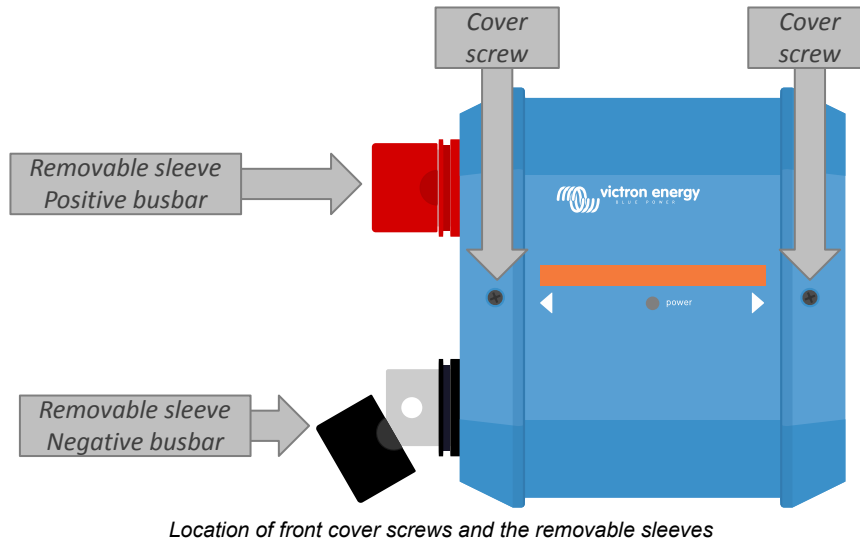 Cover
screw
Cover
screw
Removable sleeve
Positive busbar
victron energy
BLUE POWER
power
Removable sleeve
Negative busbar
Location of front cover screws and the removable sleeves